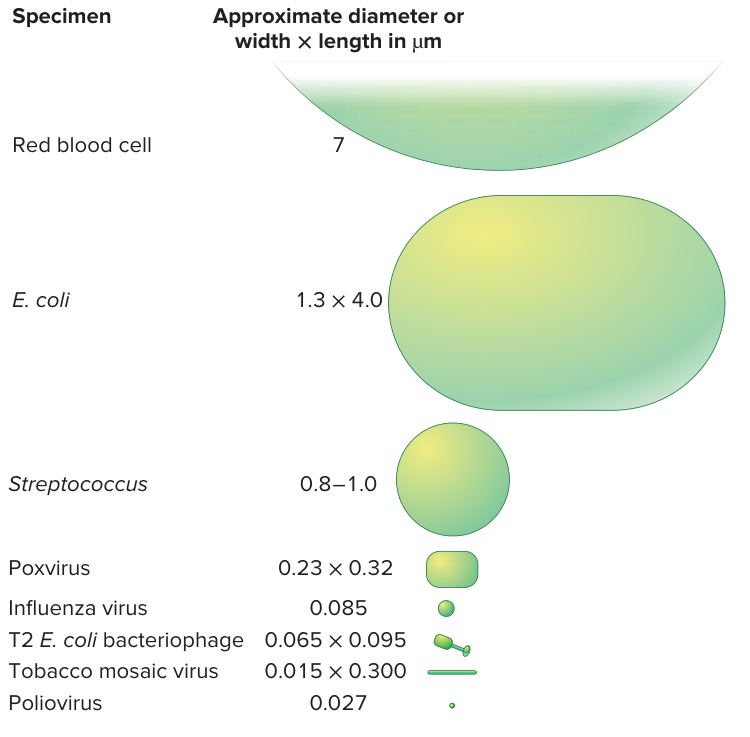 Specimen Approximate diameter or
width × length in μm
Red blood cell 7
E. coli 1.3 × 4.0
Streptococcus 0.8–1.0
Poxvirus 0.23 × 0.32
Influenza virus 0.085
T2 E. coli bacteriophage 0.065 × 0.095
Tobacco mosaic virus 0.015 × 0.300
Poliovirus 0.027